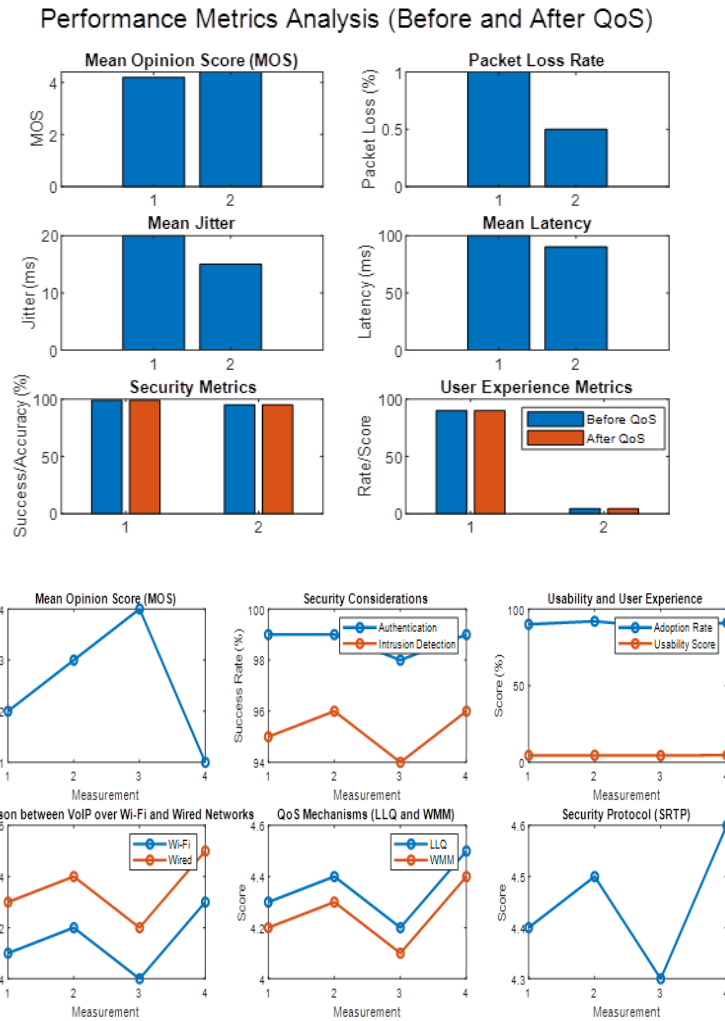 Performance Metrics Analysis (Before and After QoS)
Mean Opinion Score (MOS)
MOS
4
2
0
1
2
Packet Loss Rate
Packet Loss (%)
1
0.5
0
1
2
Mean Jitter
Jitter (ms)
20
10
0
1
2
Mean Latency
Latency (ms)
100
50
0
1
2
Security Metrics
Success/Accuracy (%)
100
50
0
1
2
User Experience Metrics
Rate/Score
100
50
0
1
2
Before QoS
After QoS
Mean Opinion Score (MOS)
4
3
2
1
1
2
3
4
Measurement
Security Considerations
Success Rate (%)
100
98
96
94
Authentication
Intrusion Detection
1
2
3
4
Measurement
Usability and User Experience
Score (%)
100
50
0
Adoption Rate
Usability Score
1
2
3
4
Measurement
between VoIP over Wi-Fi and Wired Networks
Wi-Fi
Wired
1
2
3
4
Measurement
QoS Mechanisms (LLQ and WMM)
Score
4.6
4.4
4.2
4
LLQ
WMM
1
2
3
4
Measurement
Security Protocol (SRTP)
Score
4.6
4.5
4.4
4.3
1
2
3
4
Measurement